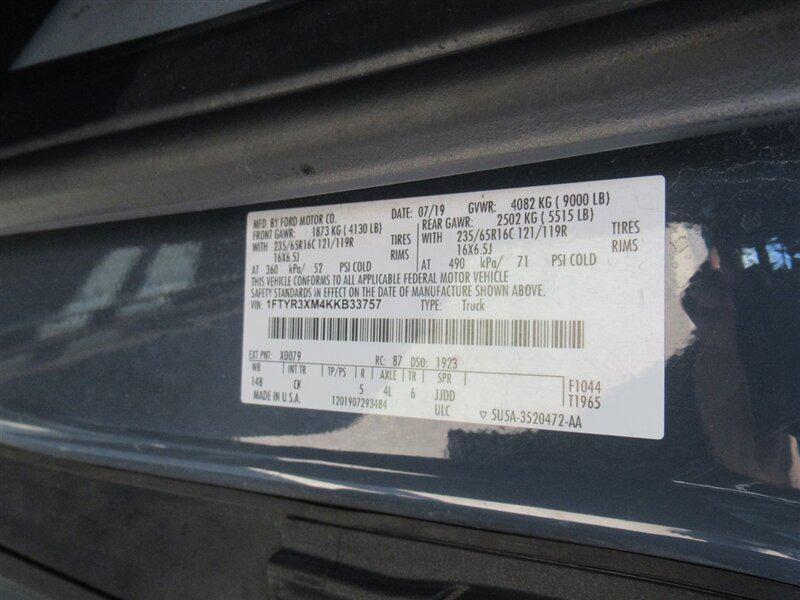 MFD. BY FORD MOTOR CO. DATE: 07/19 GVWR: 4082 KG ( 9000 LB)
FRONT GAWR: 1873 KG ( 4130 LB) REAR GAWR: 2502 KG ( 5515 LB)
WITH 235/65R16C 121/119R TIRES WITH 235/65R16C 121/119R TIRES
16X6.5J RIMS 16X6.5J RIMS
AT 360 kPa/ 52 PSI COLD AT 490 kPa/ 71 PSI COLD
THIS VEHICLE CONFORMS TO ALL APPLICABLE FEDERAL MOTOR VEHICLE
SAFETY STANDARDS IN EFFECT ON THE DATE OF MANUFACTURE SHOWN ABOVE.
VIN: 1FTYR3XM4KKB33757 TYPE: Truck
EXT PNT: X0079 RC: 87 DSO: 1923
WB INT TR TP/PS R AXLE TR SPR F1044
148 CK 5 4L 6 JJDD T1965
MADE IN U.S.A. 1201907293484 ULC ▽ 5U5A-3520472-AA